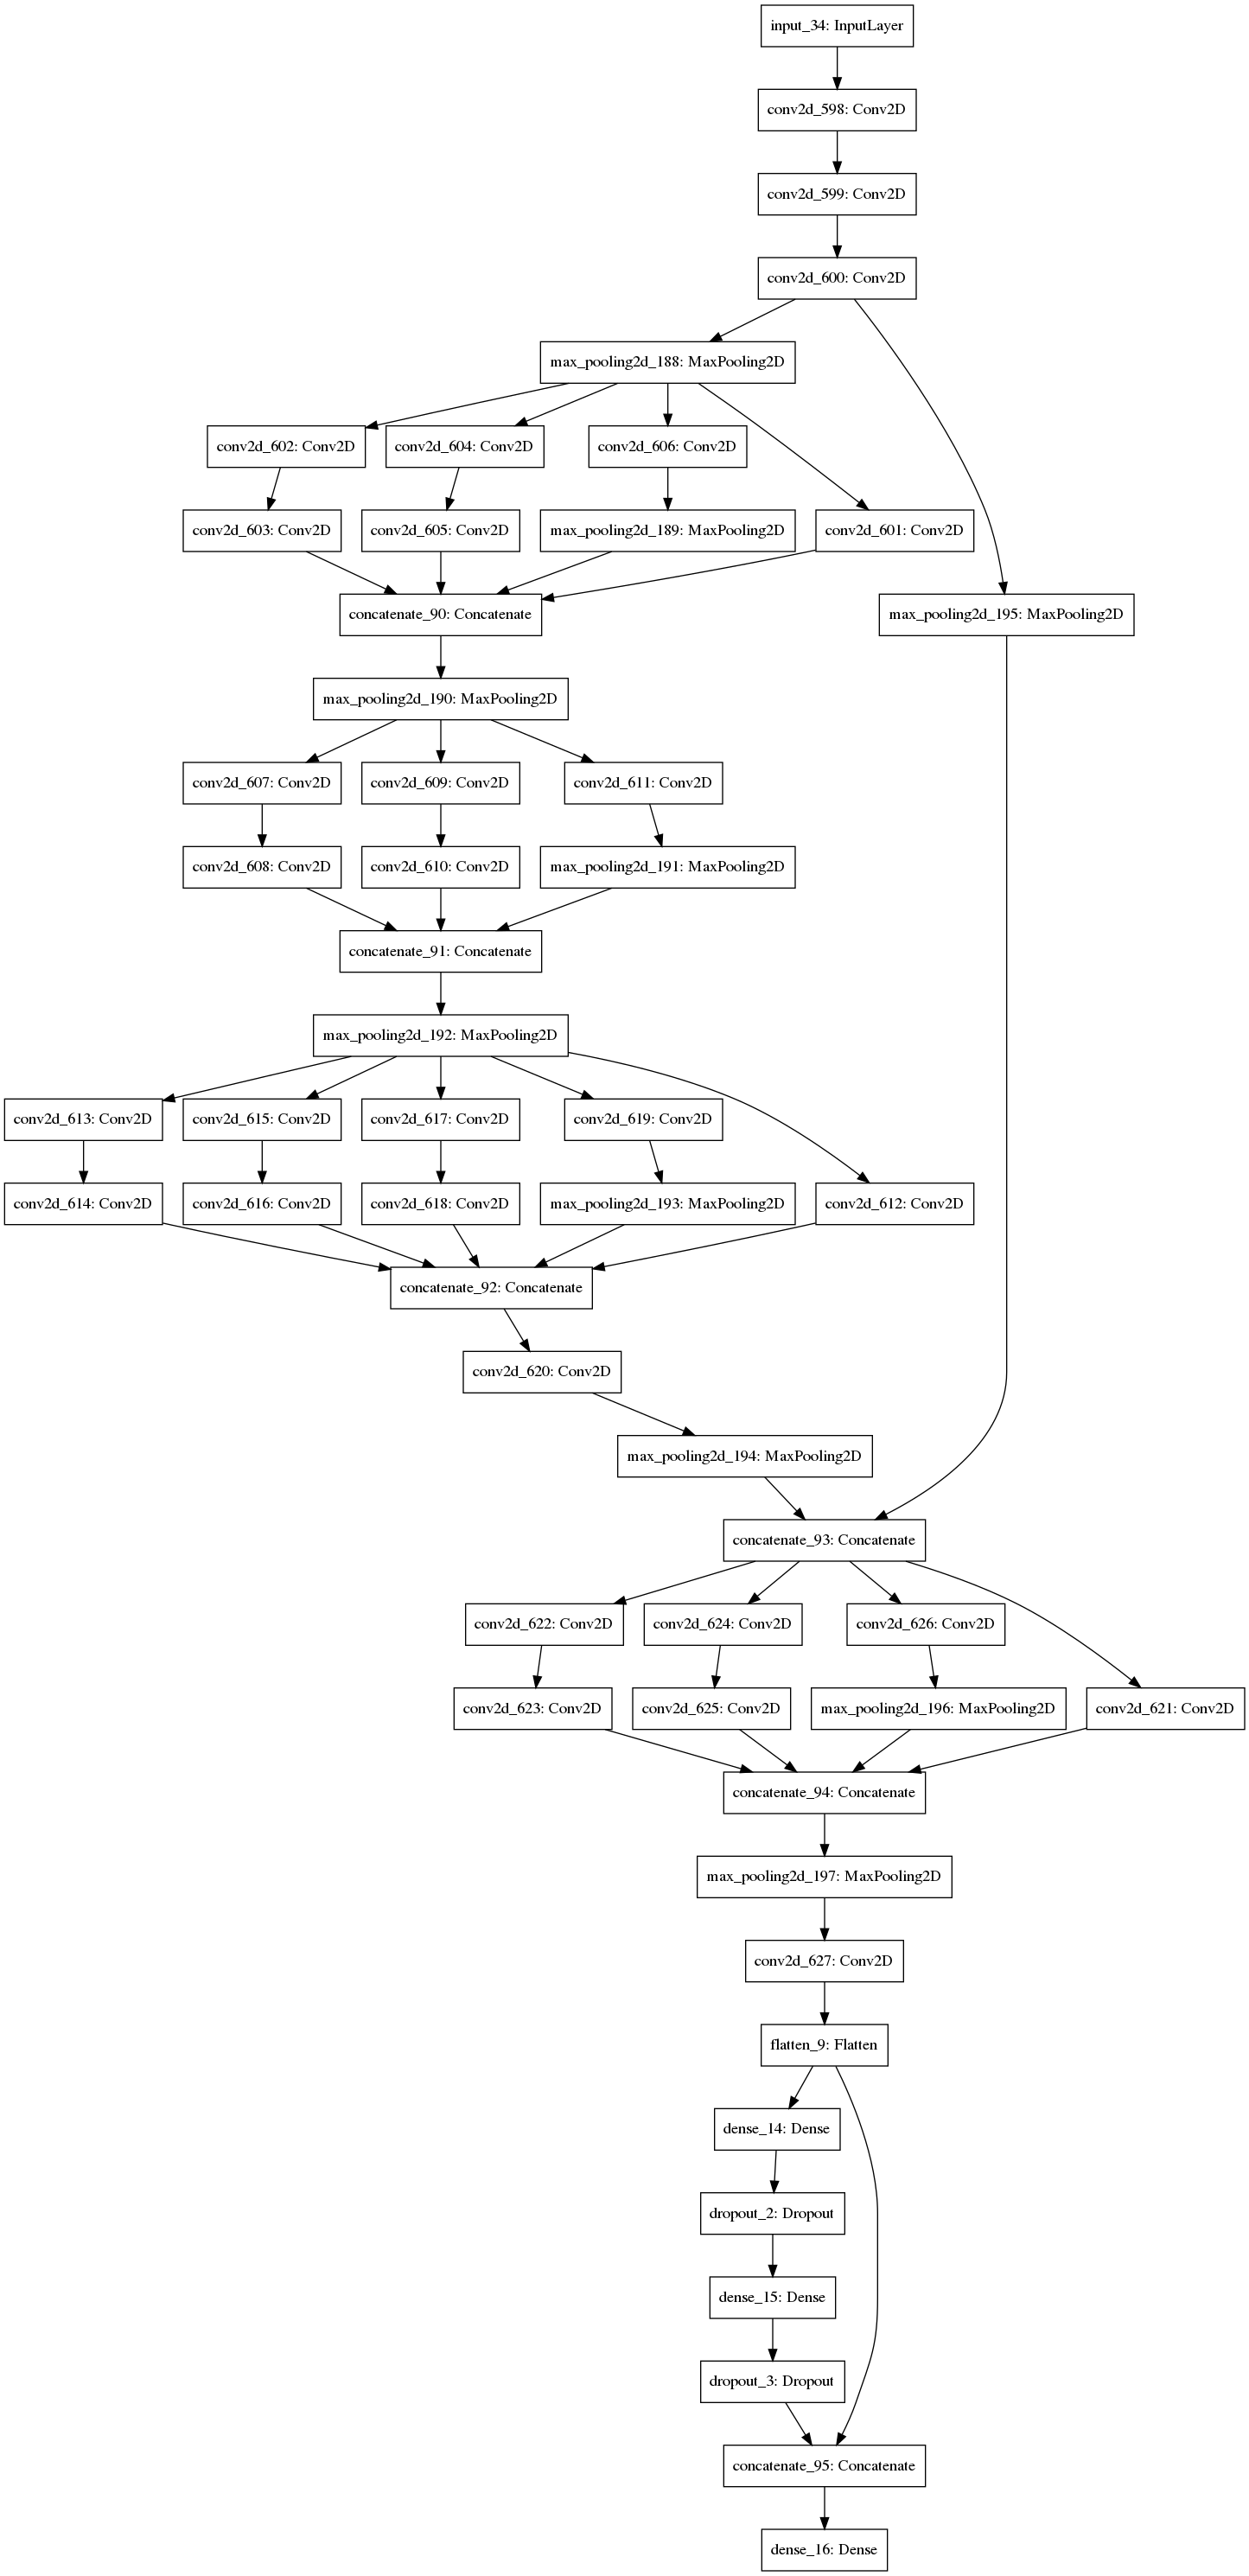 input_34: InputLayer
conv2d_598: Conv2D
conv2d_599: Conv2D
conv2d_600: Conv2D
max_pooling2d_188: MaxPooling2D
conv2d_602: Conv2D
conv2d_604: Conv2D
conv2d_606: Conv2D
conv2d_603: Conv2D
conv2d_605: Conv2D
max_pooling2d_189: MaxPooling2D
conv2d_601: Conv2D
concatenate_90: Concatenate
max_pooling2d_195: MaxPooling2D
max_pooling2d_190: MaxPooling2D
conv2d_607: Conv2D
conv2d_609: Conv2D
conv2d_611: Conv2D
conv2d_608: Conv2D
conv2d_610: Conv2D
max_pooling2d_191: MaxPooling2D
concatenate_91: Concatenate
max_pooling2d_192: MaxPooling2D
conv2d_613: Conv2D
conv2d_615: Conv2D
conv2d_617: Conv2D
conv2d_619: Conv2D
conv2d_614: Conv2D
conv2d_616: Conv2D
conv2d_618: Conv2D
max_pooling2d_193: MaxPooling2D
conv2d_612: Conv2D
concatenate_92: Concatenate
conv2d_620: Conv2D
max_pooling2d_194: MaxPooling2D
concatenate_93: Concatenate
conv2d_622: Conv2D
conv2d_624: Conv2D
conv2d_626: Conv2D
conv2d_623: Conv2D
conv2d_625: Conv2D
max_pooling2d_196: MaxPooling2D
conv2d_621: Conv2D
concatenate_94: Concatenate
max_pooling2d_197: MaxPooling2D
conv2d_627: Conv2D
flatten_9: Flatten
dense_14: Dense
dropout_2: Dropout
dense_15: Dense
dropout_3: Dropout
concatenate_95: Concatenate
dense_16: Dense